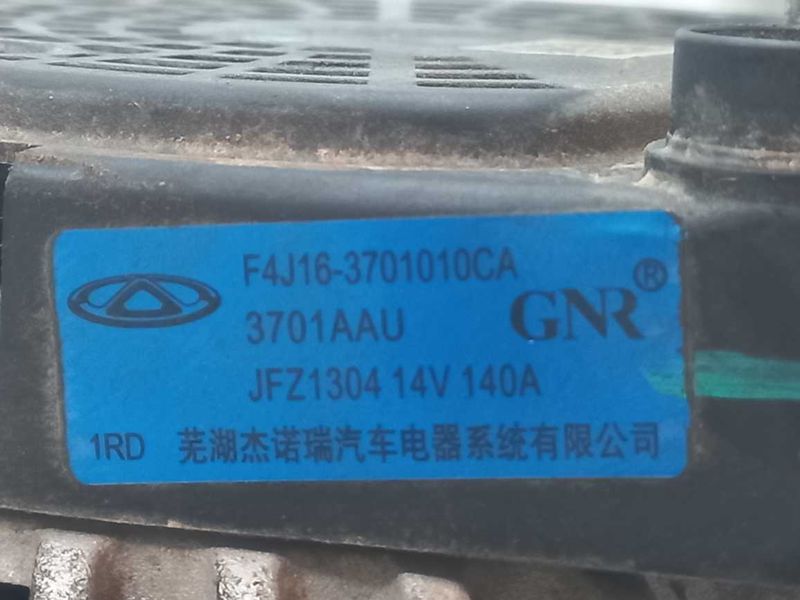 F4J16-3701010CA
3701AAU
GNR®
JFZ1304 14V 140A
1RD 芜湖杰诺瑞汽车电器系统有限公司